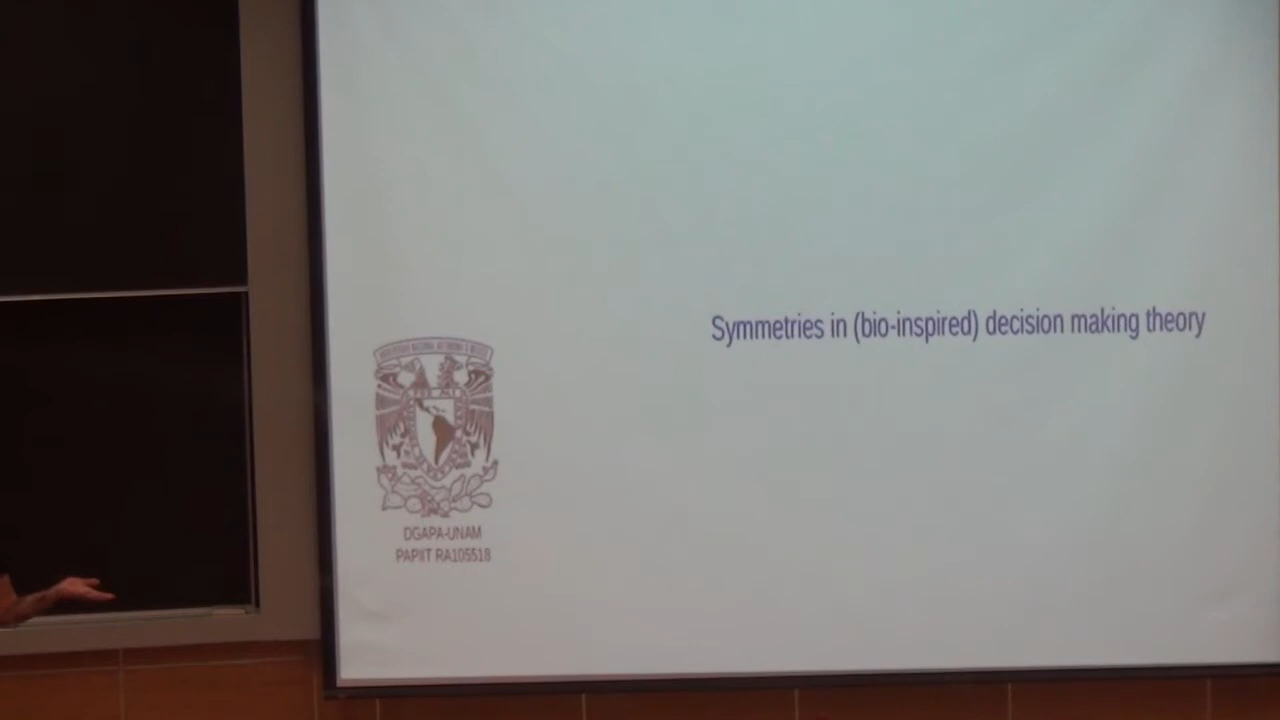 Symmetries in (bio-inspired) decision making theory
DGAPA-UNAM
PAPIIT RA105518